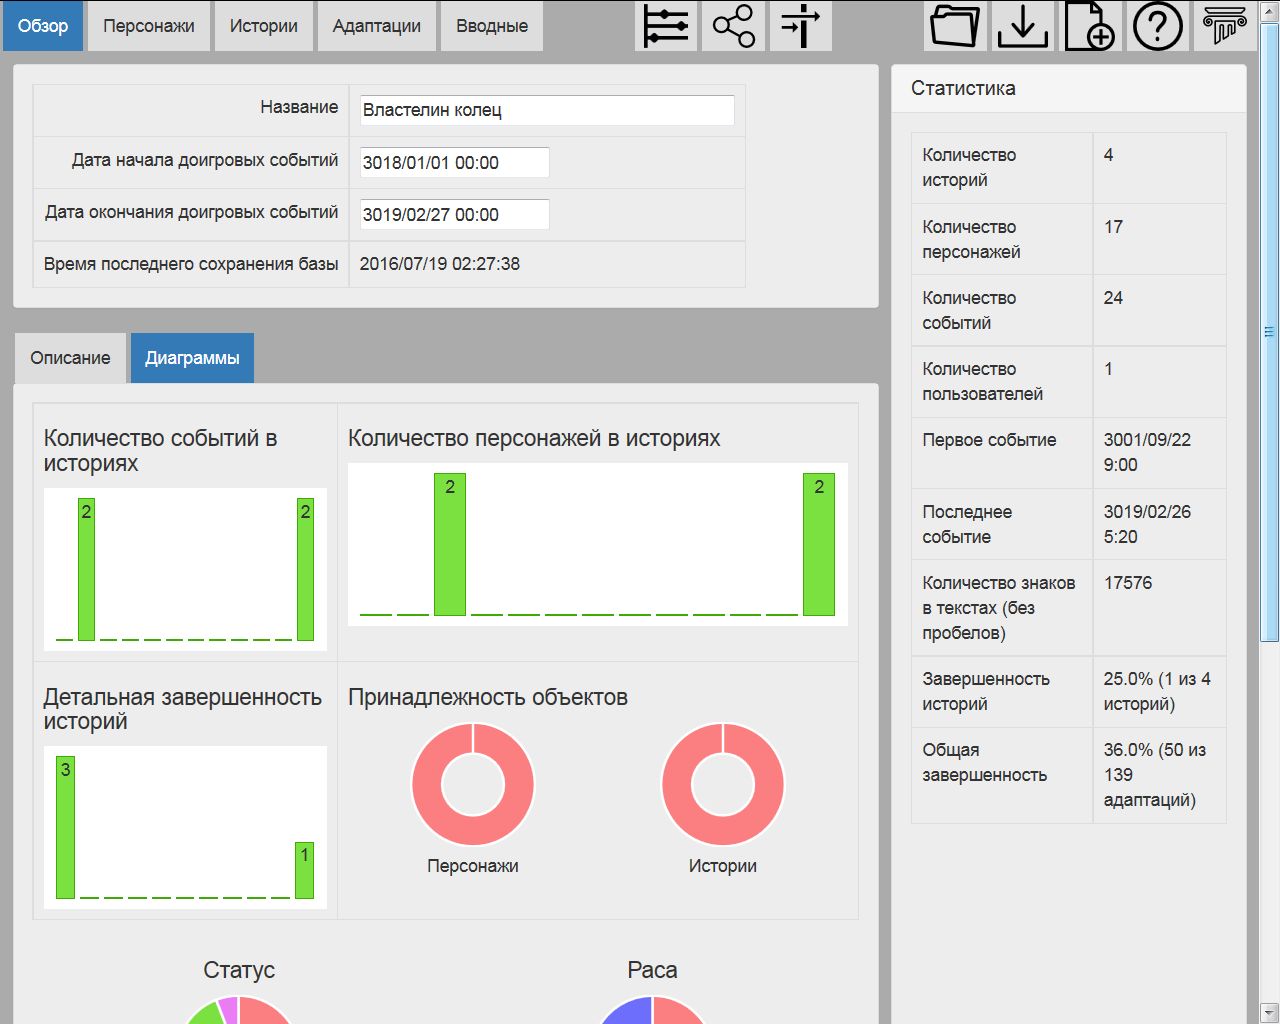 Обзор
Персонажи
Истории
Адаптации
Вводные
Название
Властелин колец
Дата начала доигровых событий
3018/01/01 00:00
Дата окончания доигровых событий
3019/02/27 00:00
Время последнего сохранения базы
2016/07/19 02:27:38
Описание
Диаграммы
Количество событий в
историях
2
2
Количество персонажей в историях
2
2
Детальная завершенность
историй
3
1
Принадлежность объектов
Персонажи
Истории
Статус
Раса
Статистика
Количество
историй
4
Количество
персонажей
17
Количество
событий
24
Количество
пользователей
1
Первое событие
3001/09/22
9:00
Последнее
событие
3019/02/26
5:20
Количество знаков
в текстах (без
пробелов)
17576
Завершенность
историй
25.0% (1 из 4
историй)
Общая
завершенность
36.0% (50 из
139
адаптаций)